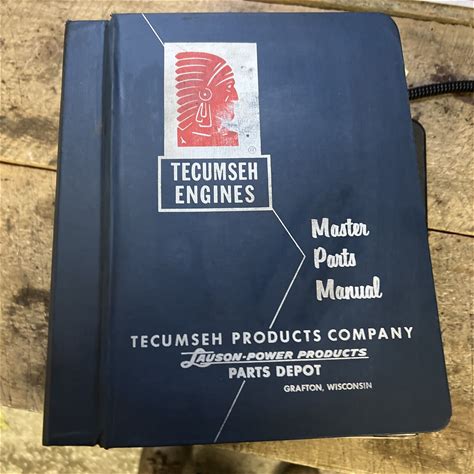 TECUMSEH
ENGINES
Master
Parts
Manual
TECUMSEH PRODUCTS COMPANY
LAUSON-POWER PRODUCTS
PARTS DEPOT
GRAFTON, WISCONSIN